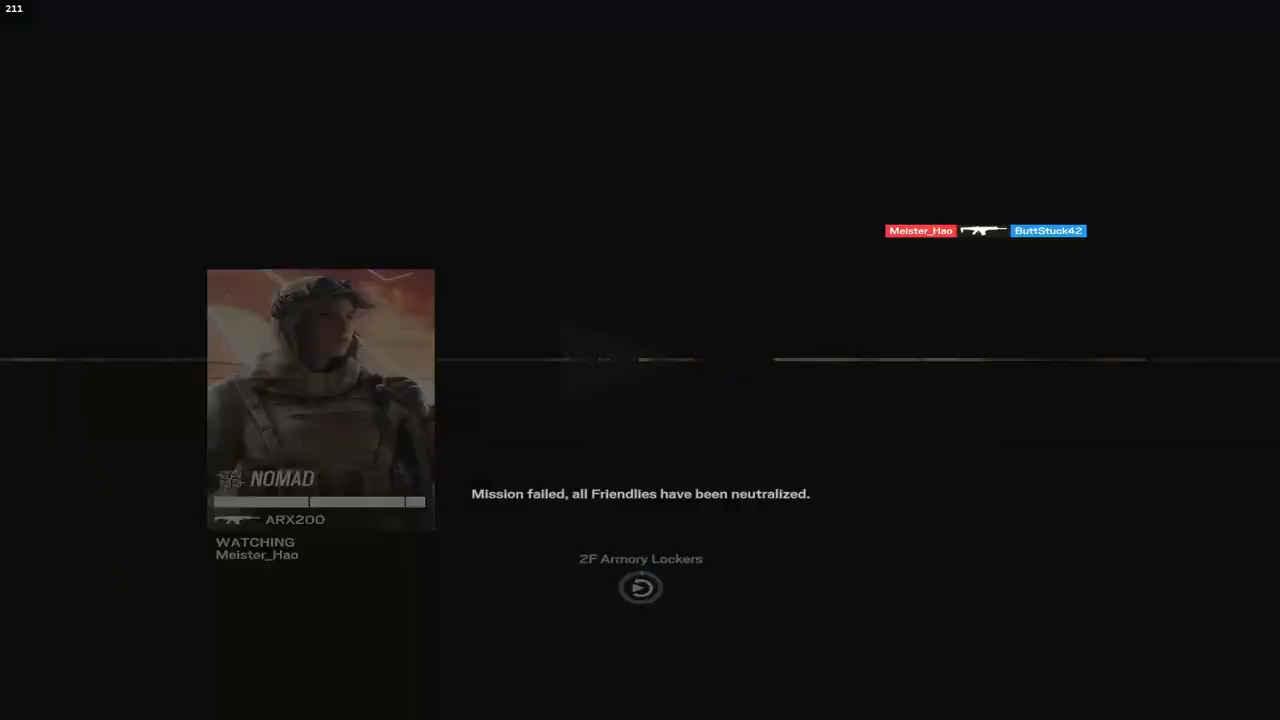 211
Meister_Hao ButtStuck42
NOMAD
ARX200
WATCHING
Meister_Hao
Mission failed, all Friendlies have been neutralized.
2F Armory Lockers